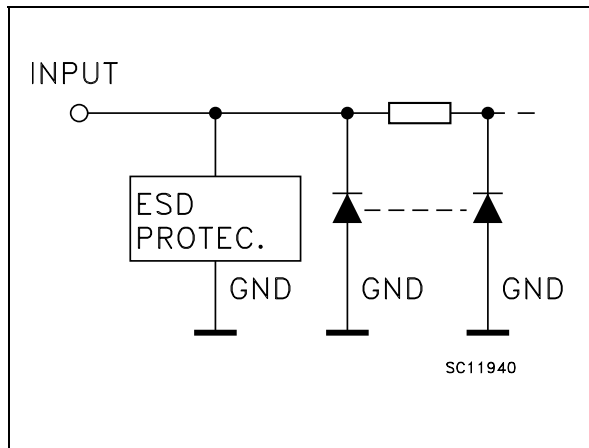 INPUT
ESD
PROTEC.
GND
GND
GND
SC11940